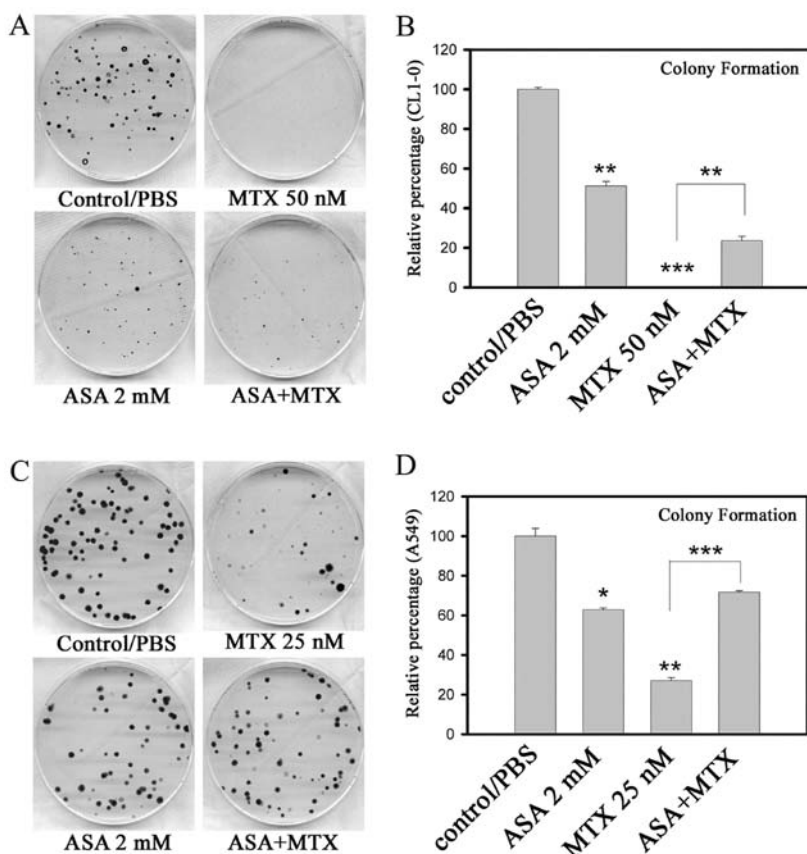 A
Control/PBS
MTX 50 nM
ASA 2 mM
ASA+MTX
B
Colony Formation
Relative percentage (CL1-0)
120
100
80
60
40
20
0
**
***
**
control/PBS
ASA 2 mM
MTX 50 nM
ASA+MTX
C
Control/PBS
MTX 25 nM
ASA 2 mM
ASA+MTX
D
Colony Formation
Relative percentage (A549)
120
100
80
60
40
20
0
*
**
***
control/PBS
ASA 2 mM
MTX 25 nM
ASA+MTX